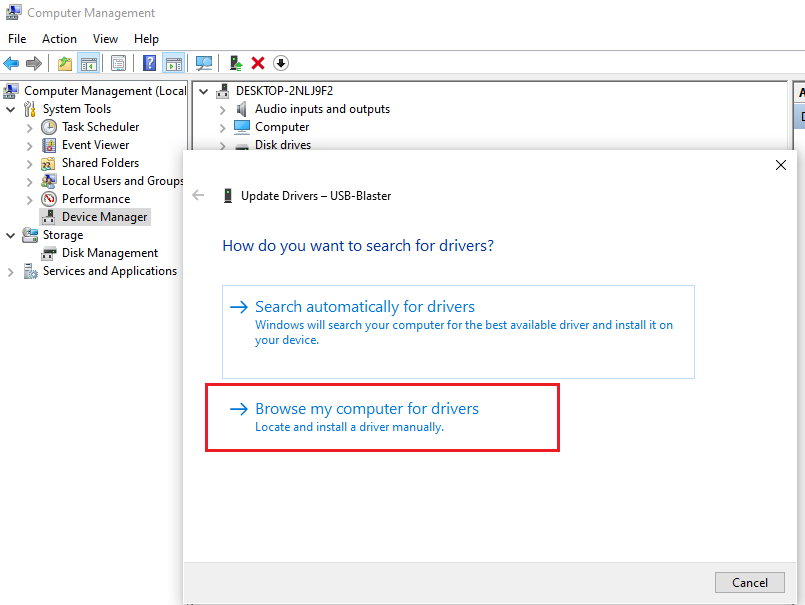 Computer Management
File Action View Help
Computer Management (Local
System Tools
Task Scheduler
Event Viewer
Shared Folders
Local Users and Groups
Performance
Device Manager
Storage
Disk Management
Services and Applications
DESKTOP-2NLJ9F2
Audio inputs and outputs
Computer
Disk drives
Update Drivers – USB-Blaster
How do you want to search for drivers?
Search automatically for drivers
Windows will search your computer for the best available driver and install it on
your device.
Browse my computer for drivers
Locate and install a driver manually.
Cancel